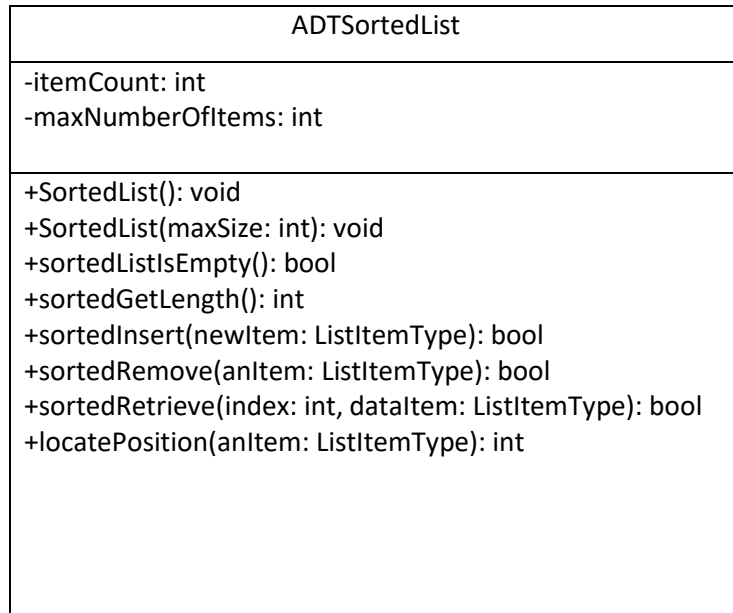 ADTSortedList
-itemCount: int
-maxNumberOfItems: int
+SortedList(): void
+SortedList(maxSize: int): void
+sortedListIsEmpty(): bool
+sortedGetLength(): int
+sortedInsert(newItem: ListItemType): bool
+sortedRemove(anItem: ListItemType): bool
+sortedRetrieve(index: int, dataItem: ListItemType): bool
+locatePosition(anItem: ListItemType): int